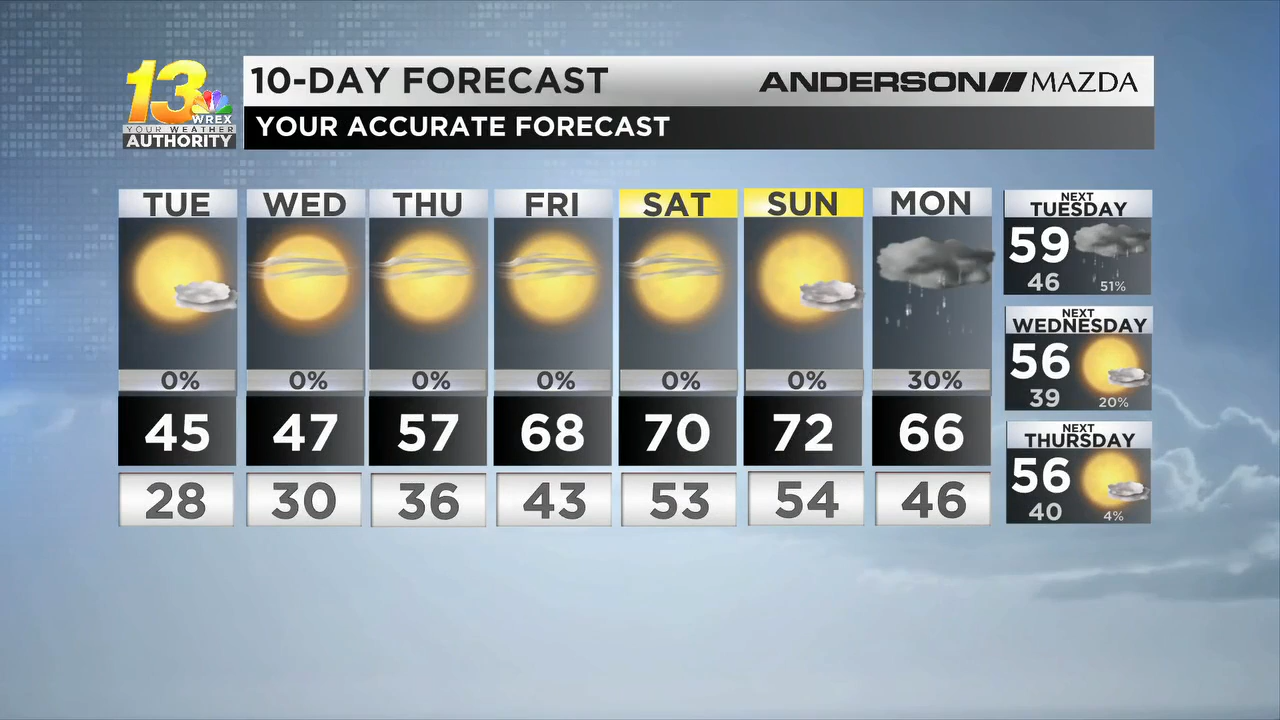 13
WREX
YOUR WEATHER
AUTHORITY
10-DAY FORECAST
ANDERSON MAZDA
YOUR ACCURATE FORECAST
TUE WED THU FRI SAT SUN MON
0% 0% 0% 0% 0% 0% 30%
45 47 57 68 70 72 66
28 30 36 43 53 54 46
NEXT
TUESDAY
59
46 51%
NEXT
WEDNESDAY
56
39 20%
NEXT
THURSDAY
56
40 4%